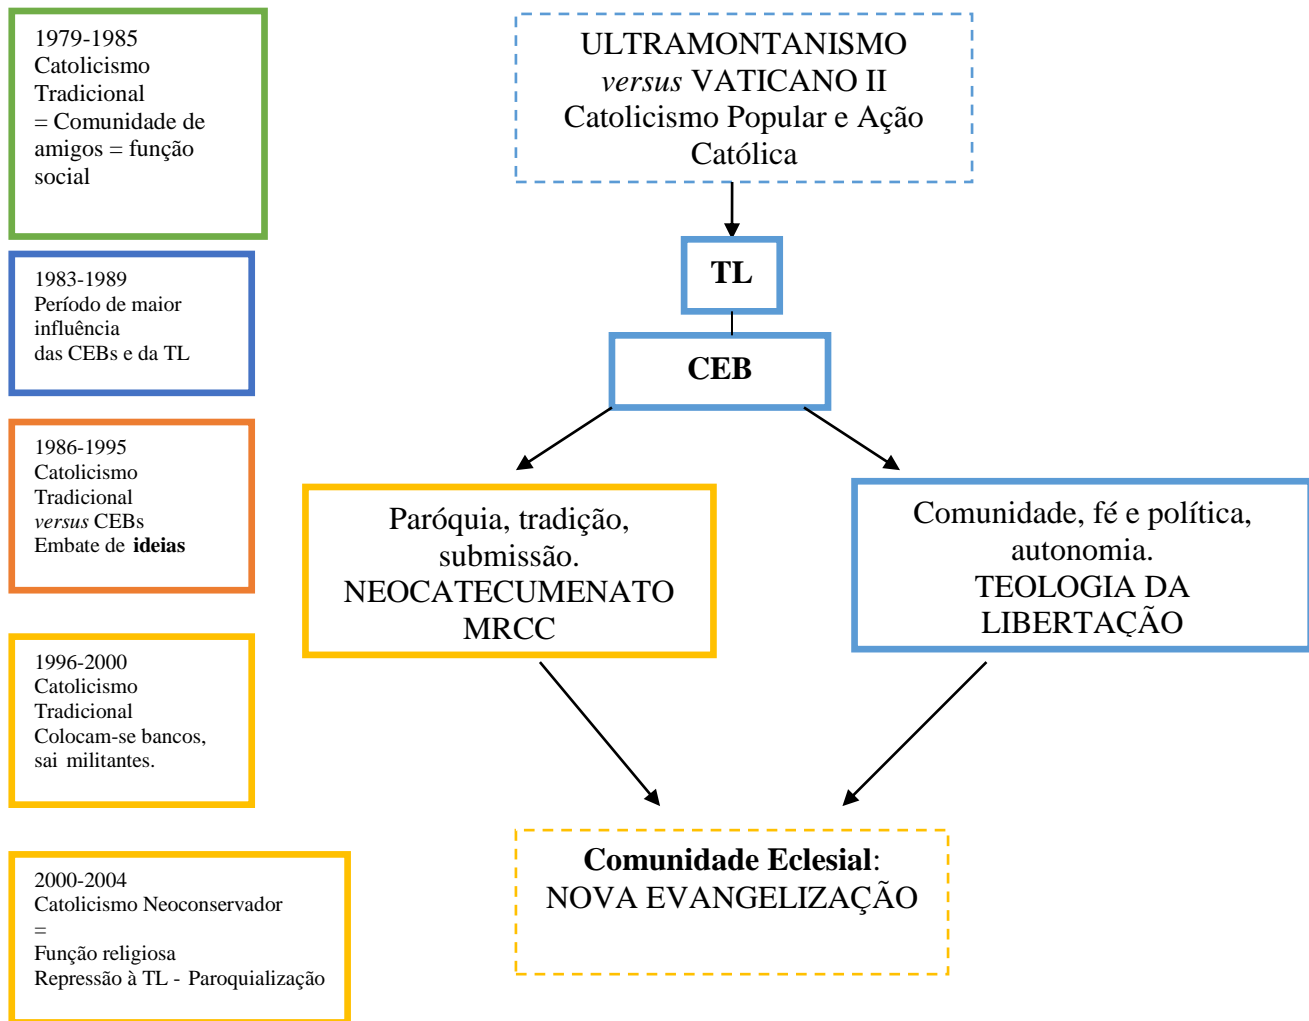 1979-1985
Catolicismo
Tradicional
= Comunidade de
amigos = função
social
1983-1989
Período de maior
influência
das CEBs e da TL
1986-1995
Catolicismo
Tradicional
versus CEBs
Embate de ideias
1996-2000
Catolicismo
Tradicional
Colocam-se bancos,
sai militantes.
2000-2004
Catolicismo Neoconservador
=
Função religiosa
Repressão à TL - Paroquialização
ULTRAMONTANISMO
versus VATICANO II
Catolicismo Popular e Ação
Católica
TL
CEB
Paróquia, tradição,
submissão.
NEOCATECUMENATO
MRCC
Comunidade, fé e política,
autonomia.
TEOLOGIA DA
LIBERTAÇÃO
Comunidade Eclesial:
NOVA EVANGELIZAÇÃO